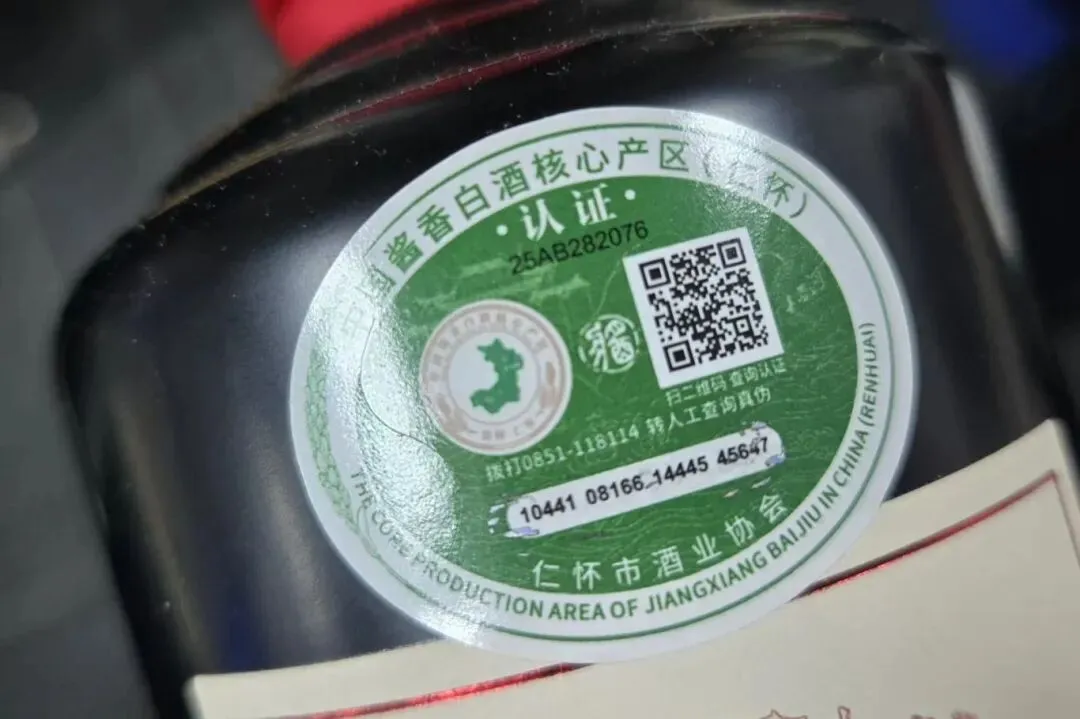 中国酱香白酒核心产区(仁怀)
·认证·
25AB282076
酱
扫二维码 查询认证
拨打0851-118114 转人工查询真伪
10441 08166 14445 45647
仁怀市酒业协会
THE CORE PRODUCTION AREA OF JIANGXIANG BAIJIU IN CHINA (RENHUAI)